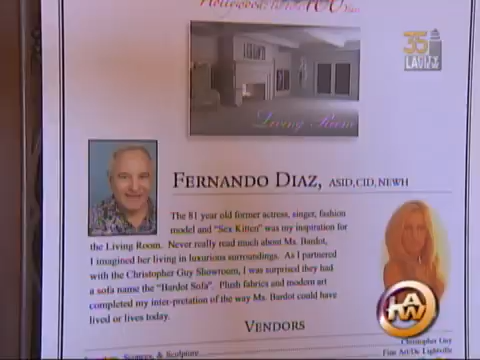 35
LA CITYVIEW
Living Room
FERNANDO DIAZ, ASID, CID, NEWH
The 81 year old former actress, singer, fashion
model and "Sex Kitten" was my inspiration for
the Living Room. Never really read much about Ms. Bardot,
I imagined her living in luxurious surroundings. As I partnered
with the Christopher Guy Showroom, I was surprised they had
a sofa name the "Bardot Sofa". Plush fabrics and modern art
completed my inter-pretation of the way Ms. Bardot could have
lived or lives today.
VENDORS
Christopher Guy
Fine Art/De Lightville